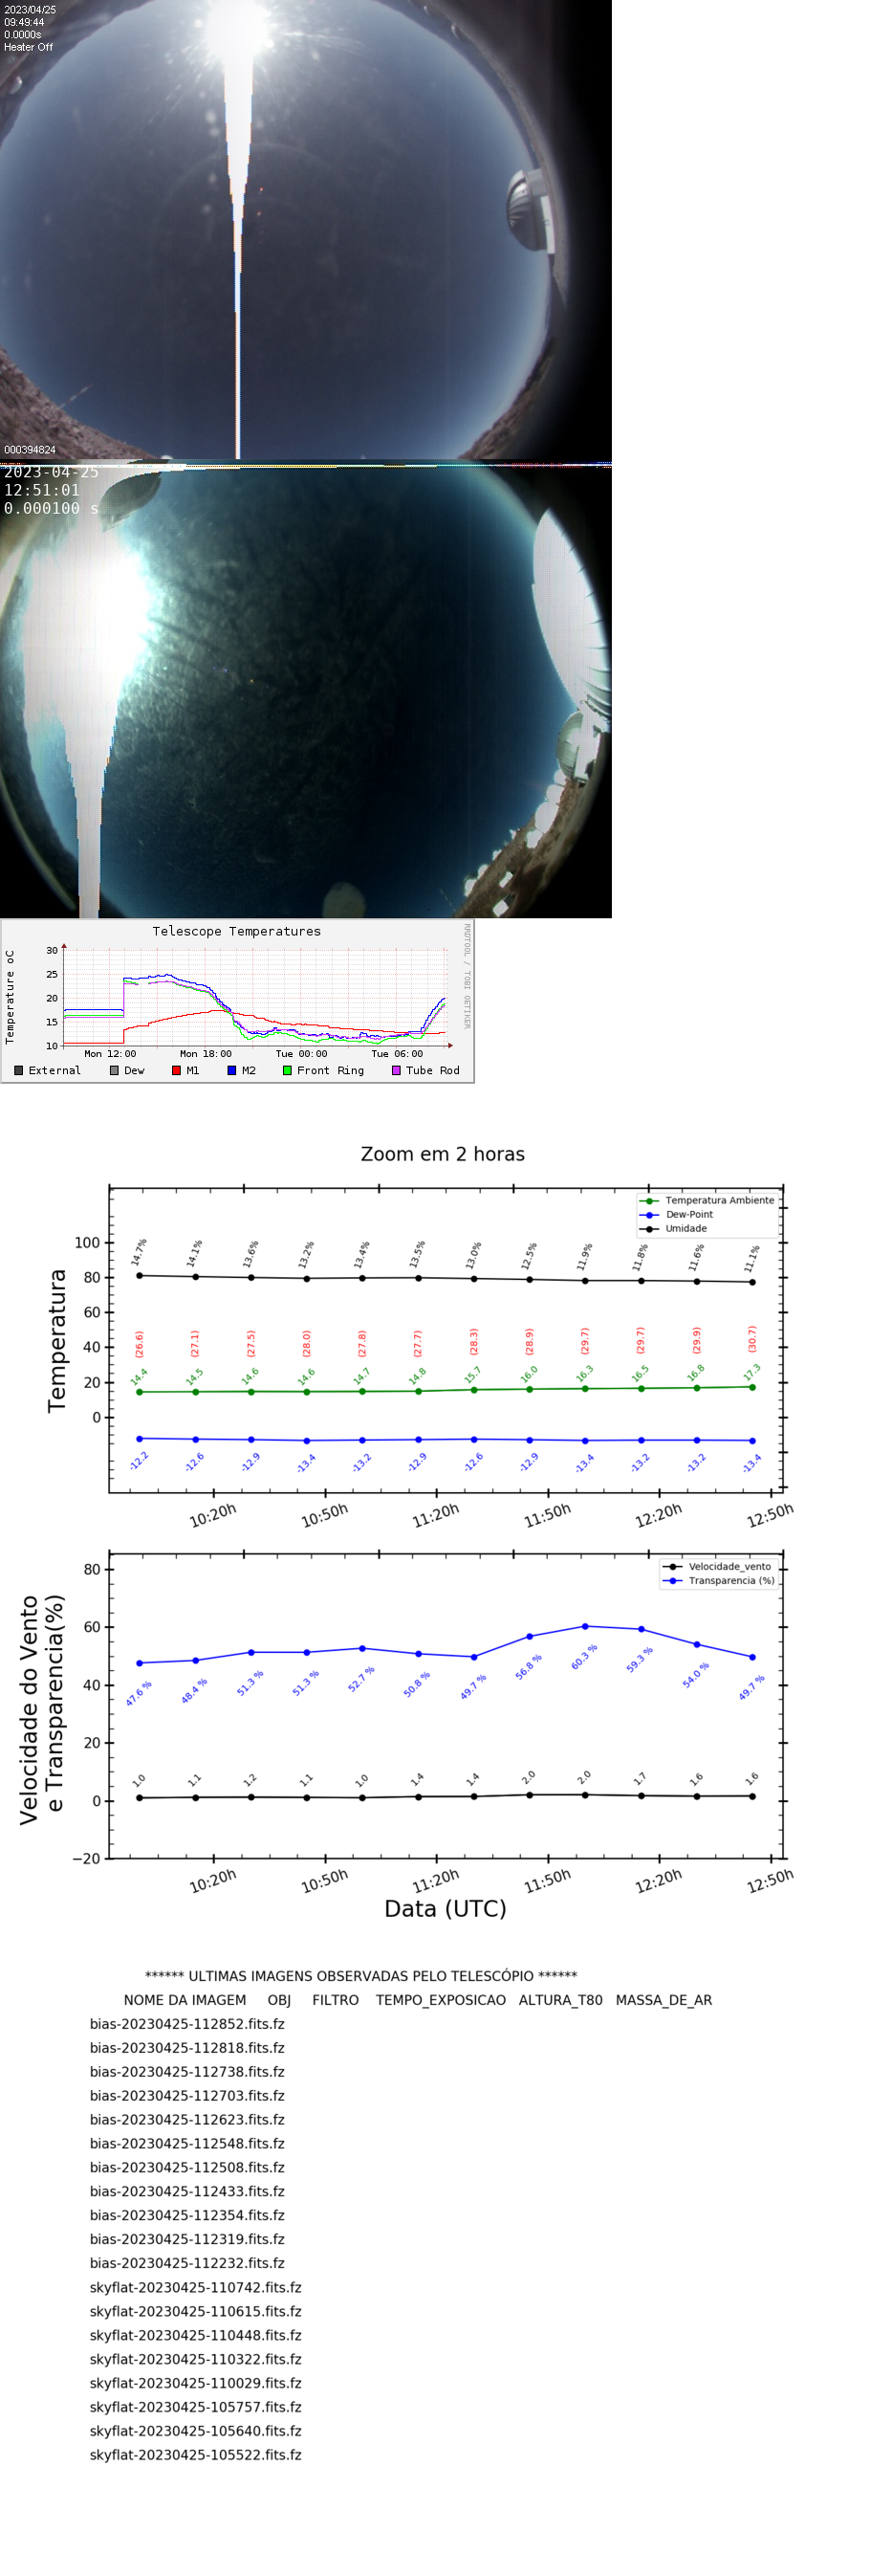 2023/04/25
09:49:44
0.0000s
Heater Off
000394824
2023-04-25
12:51:01
0.000100 s
Telescope Temperatures
RRDTOOL / TOBI OETIKER
Temperature oC
30
25
20
15
10
Mon 12:00 Mon 18:00 Tue 00:00 Tue 06:00
External Dew M1 M2 Front Ring Tube Rod
Zoom em 2 horas
Temperatura Ambiente
Dew-Point
Umidade
Temperatura
100
80
60
40
20
0
14.7% 14.1% 13.6% 13.2% 13.4% 13.5% 13.0% 12.5% 11.9% 11.8% 11.6% 11.1%
(26.6) (27.1) (27.5) (28.0) (27.8) (27.7) (28.3) (28.9) (29.7) (29.7) (29.9) (30.7)
14.4 14.5 14.6 14.6 14.7 14.8 15.7 16.0 16.3 16.5 16.8 17.3
-12.2 -12.6 -12.9 -13.4 -13.2 -12.9 -12.6 -12.9 -13.4 -13.2 -13.2 -13.4
10:20h 10:50h 11:20h 11:50h 12:20h 12:50h
Velocidade_vento
Transparencia (%)
Velocidade do Vento
e Transparencia(%)
80
60
40
20
0
−20
47.6 % 48.4 % 51.3 % 51.3 % 52.7 % 50.8 % 49.7 % 56.8 % 60.3 % 59.3 % 54.0 % 49.7 %
1.0 1.1 1.2 1.1 1.0 1.4 1.4 2.0 2.0 1.7 1.6 1.6
10:20h 10:50h 11:20h 11:50h 12:20h 12:50h
Data (UTC)
****** ULTIMAS IMAGENS OBSERVADAS PELO TELESCÓPIO ******
NOME DA IMAGEM OBJ FILTRO TEMPO_EXPOSICAO ALTURA_T80 MASSA_DE_AR
bias-20230425-112852.fits.fz
bias-20230425-112818.fits.fz
bias-20230425-112738.fits.fz
bias-20230425-112703.fits.fz
bias-20230425-112623.fits.fz
bias-20230425-112548.fits.fz
bias-20230425-112508.fits.fz
bias-20230425-112433.fits.fz
bias-20230425-112354.fits.fz
bias-20230425-112319.fits.fz
bias-20230425-112232.fits.fz
skyflat-20230425-110742.fits.fz
skyflat-20230425-110615.fits.fz
skyflat-20230425-110448.fits.fz
skyflat-20230425-110322.fits.fz
skyflat-20230425-110029.fits.fz
skyflat-20230425-105757.fits.fz
skyflat-20230425-105640.fits.fz
skyflat-20230425-105522.fits.fz